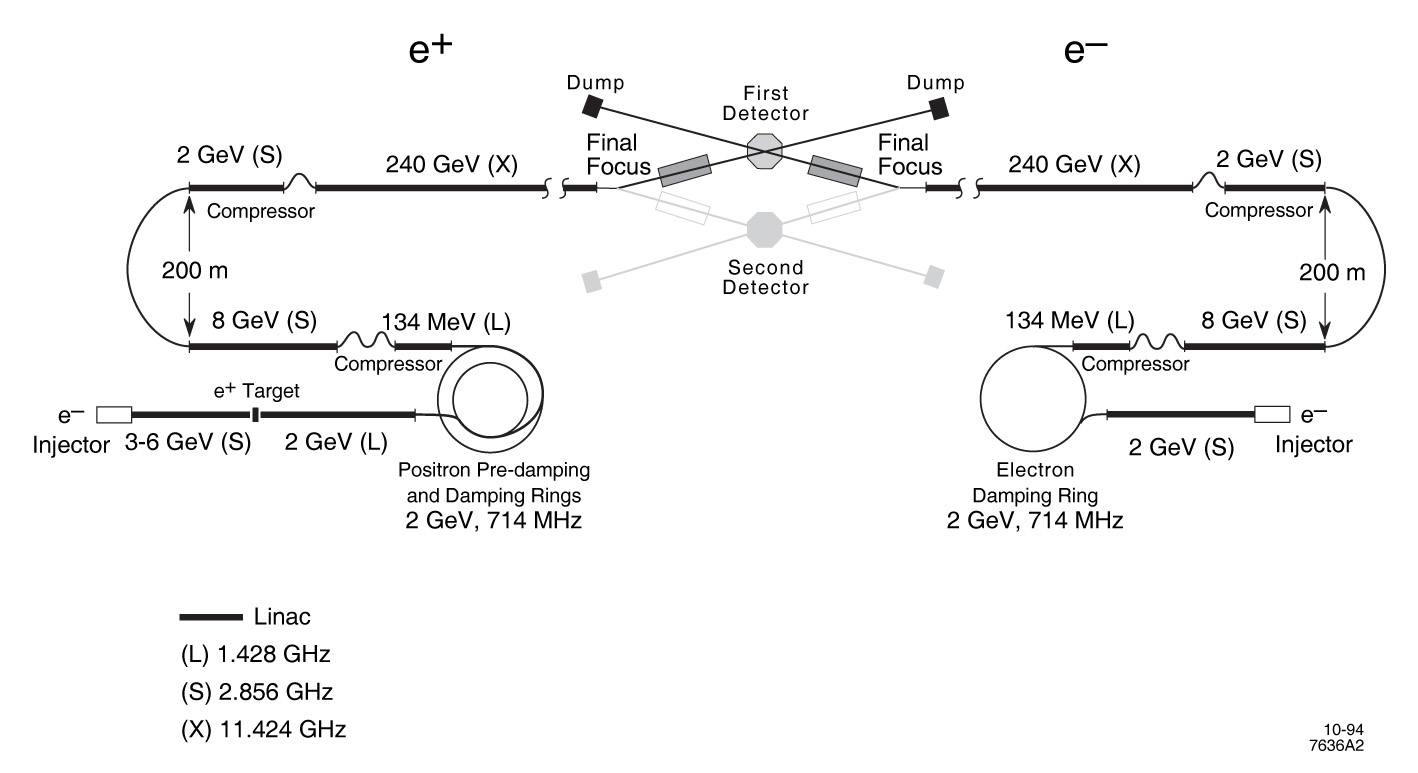 e+
e–
Dump
First
Detector
Dump
Final
Focus
Final
Focus
2 GeV (S)
240 GeV (X)
240 GeV (X)
2 GeV (S)
Compressor
Compressor
200 m
Second
Detector
200 m
8 GeV (S)
134 MeV (L)
134 MeV (L)
8 GeV (S)
Compressor
Compressor
e+ Target
e–
Injector
3-6 GeV (S)
2 GeV (L)
2 GeV (S)
e–
Injector
Positron Pre-damping
and Damping Rings
2 GeV, 714 MHz
Electron
Damping Ring
2 GeV, 714 MHz
Linac
(L) 1.428 GHz
(S) 2.856 GHz
(X) 11.424 GHz
10-94
7636A2